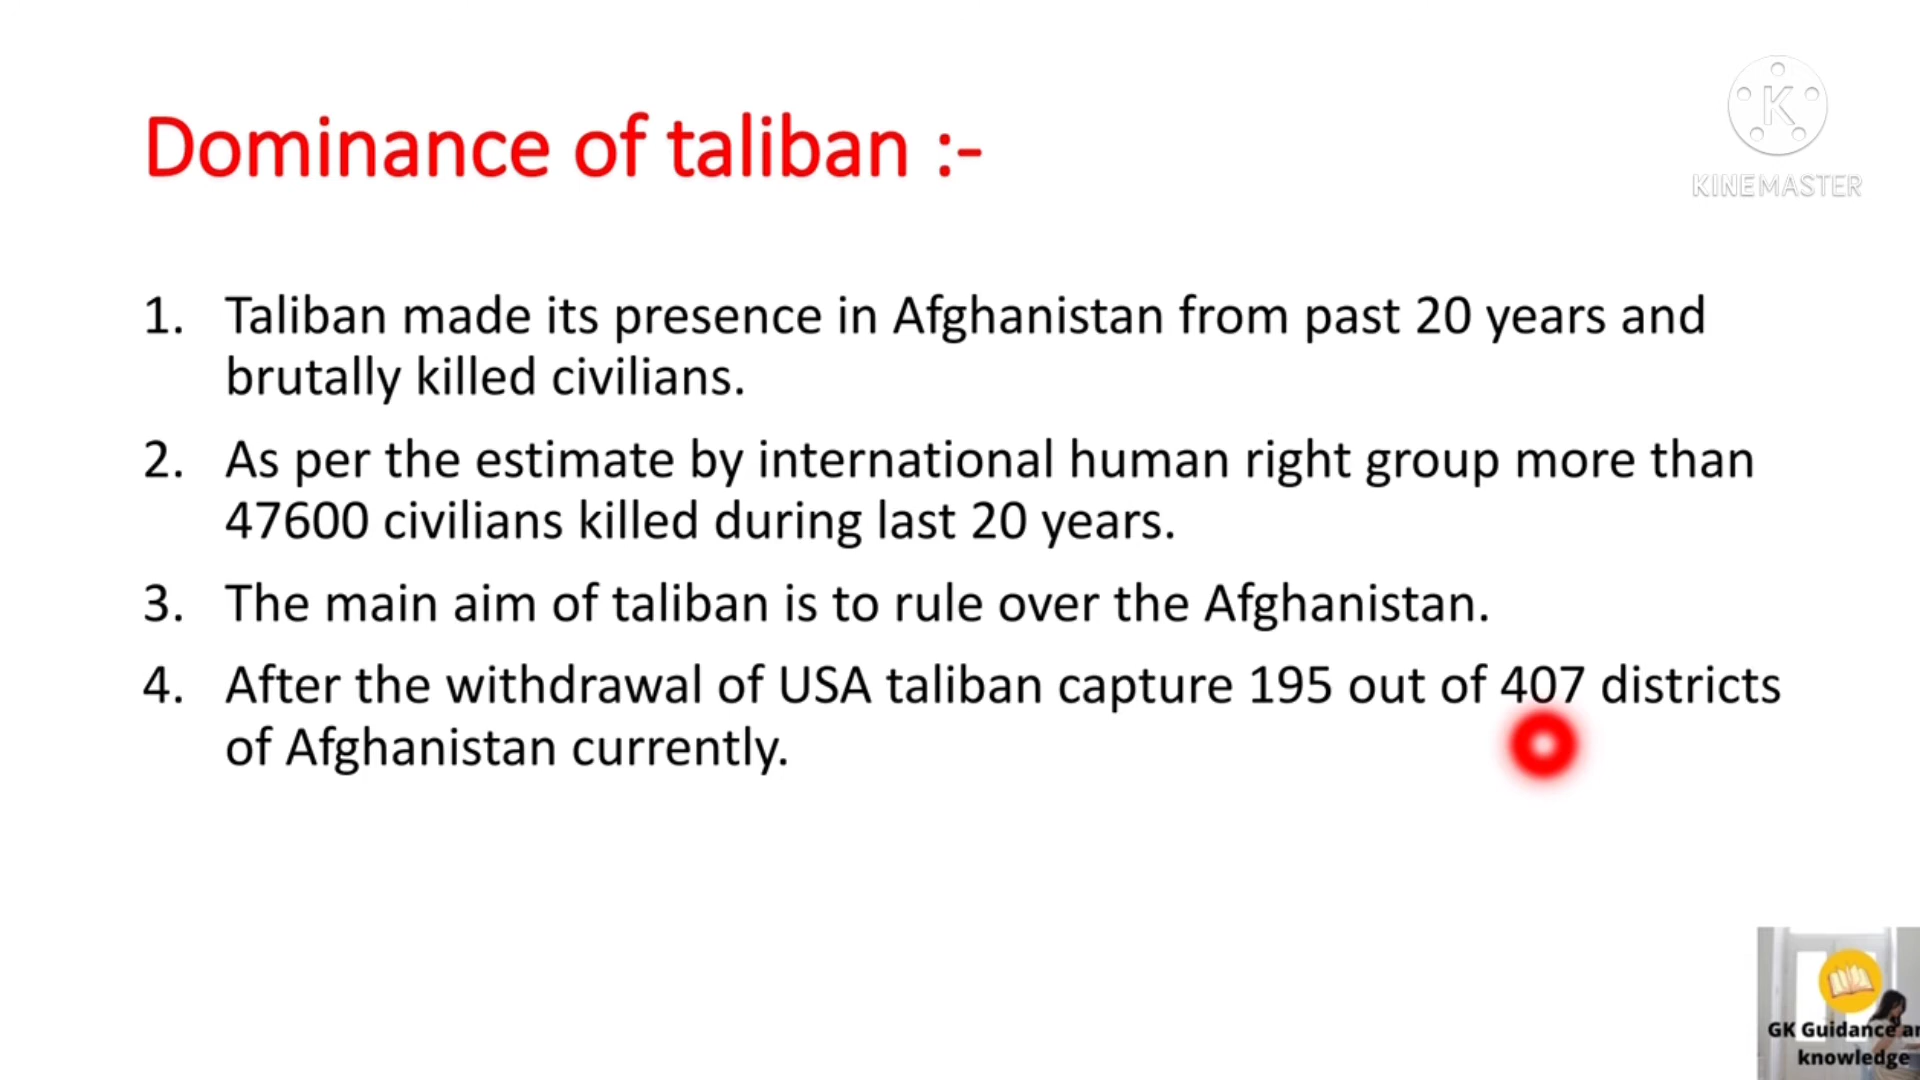 Dominance of taliban :-
K
KINEMASTER
1. Taliban made its presence in Afghanistan from past 20 years and
brutally killed civilians.
2. As per the estimate by international human right group more than
47600 civilians killed during last 20 years.
3. The main aim of taliban is to rule over the Afghanistan.
4. After the withdrawal of USA taliban capture 195 out of 407 districts
of Afghanistan currently.
GK Guidance an
knowledge